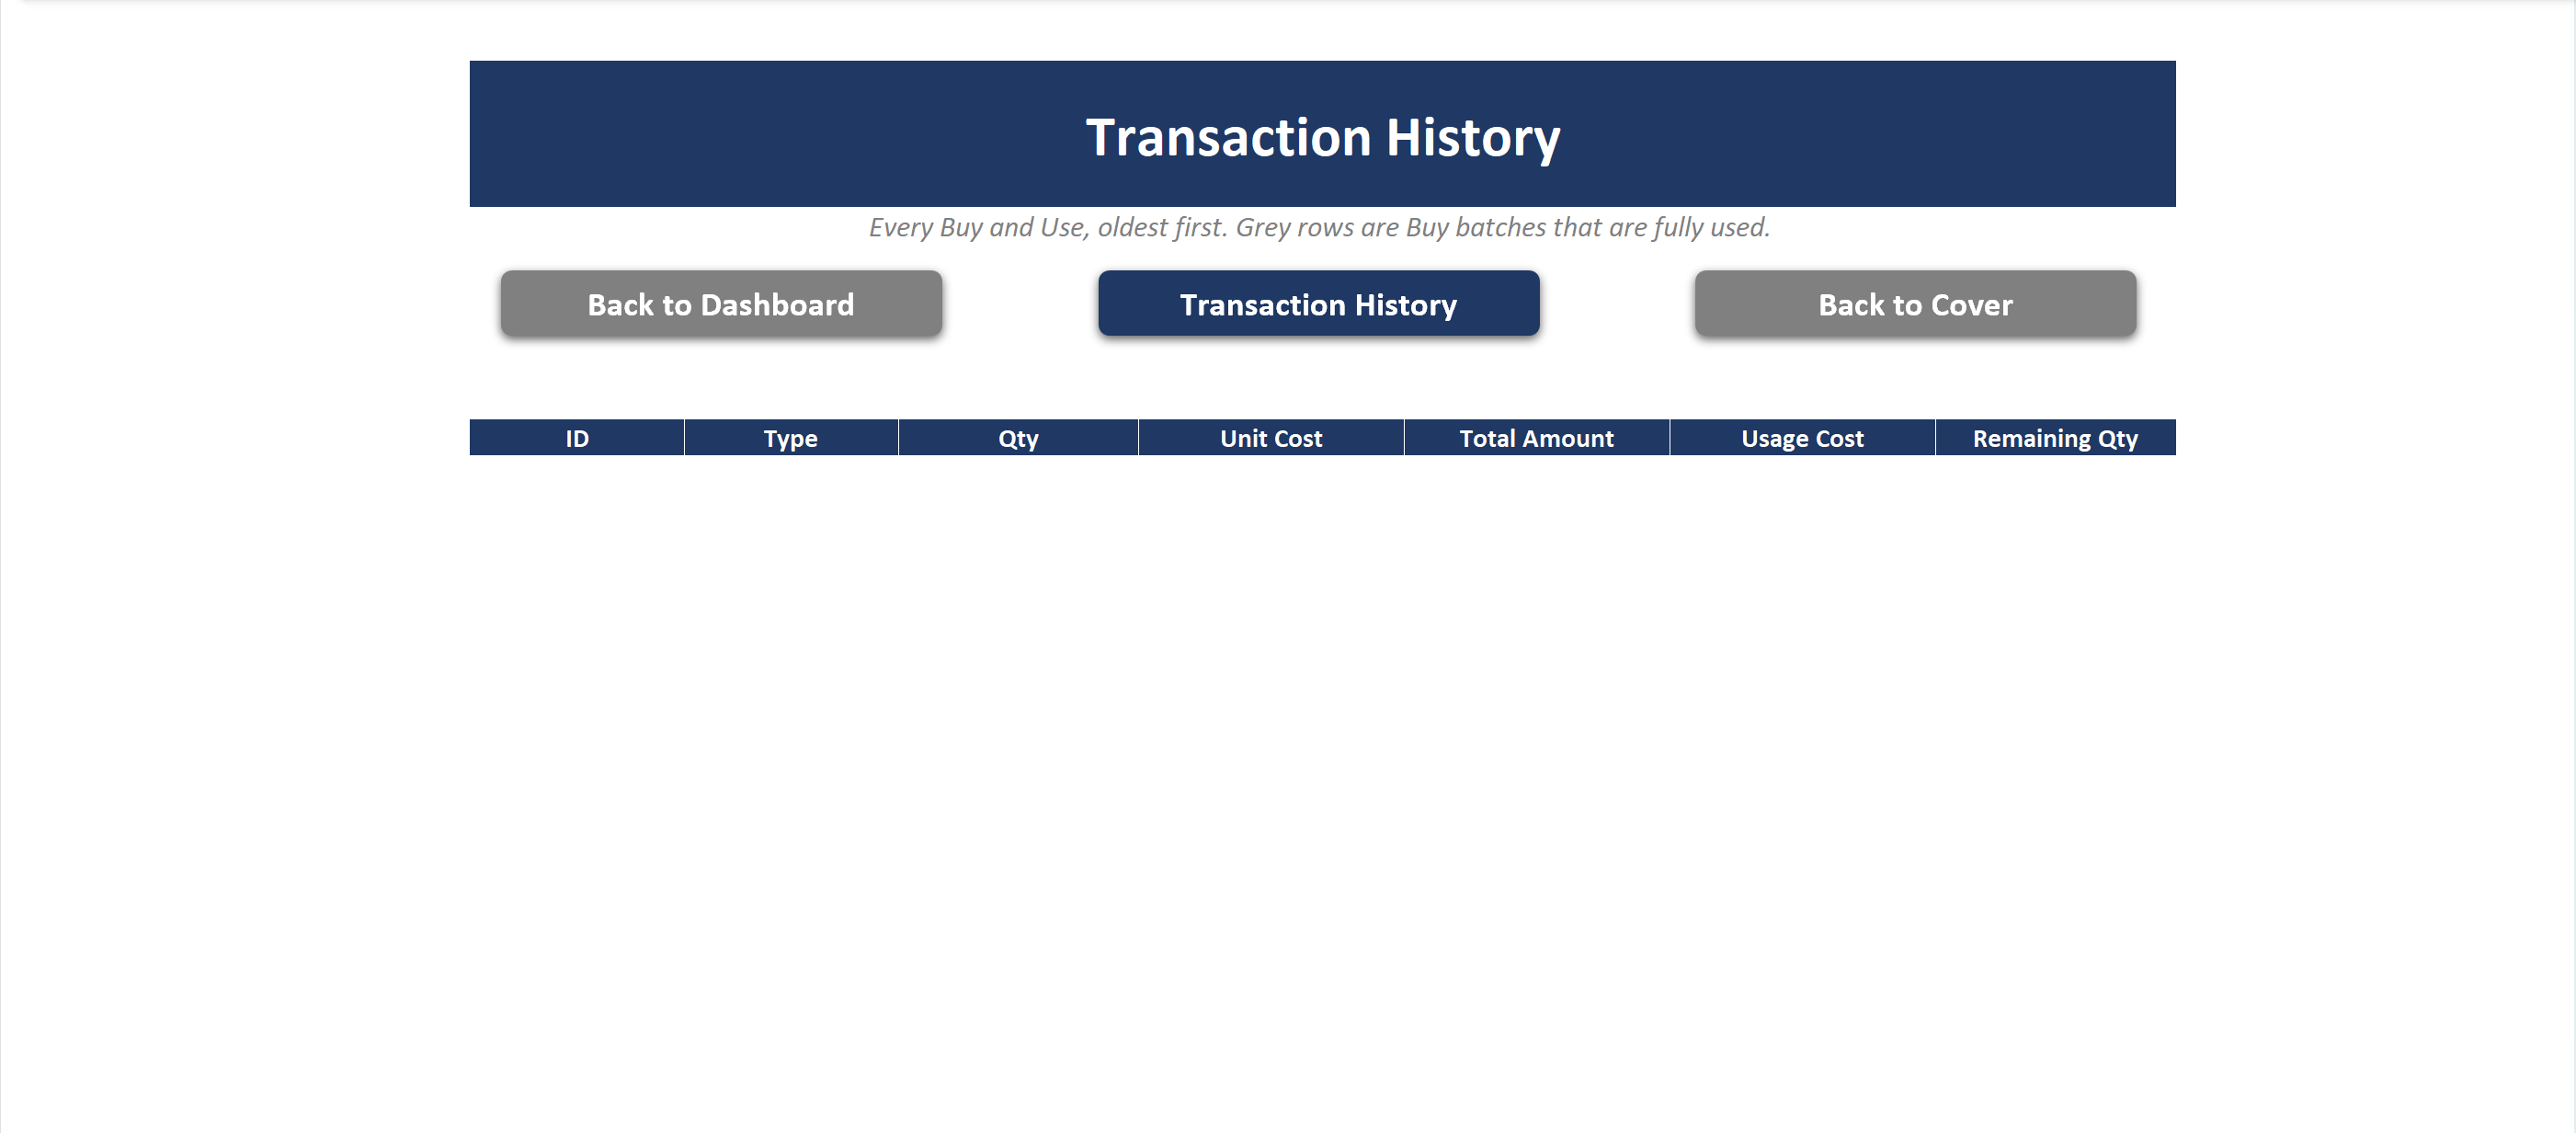 Transaction History
Every Buy and Use, oldest first. Grey rows are Buy batches that are fully used.
Back to Dashboard Transaction History Back to Cover
ID Type Qty Unit Cost Total Amount Usage Cost Remaining Qty